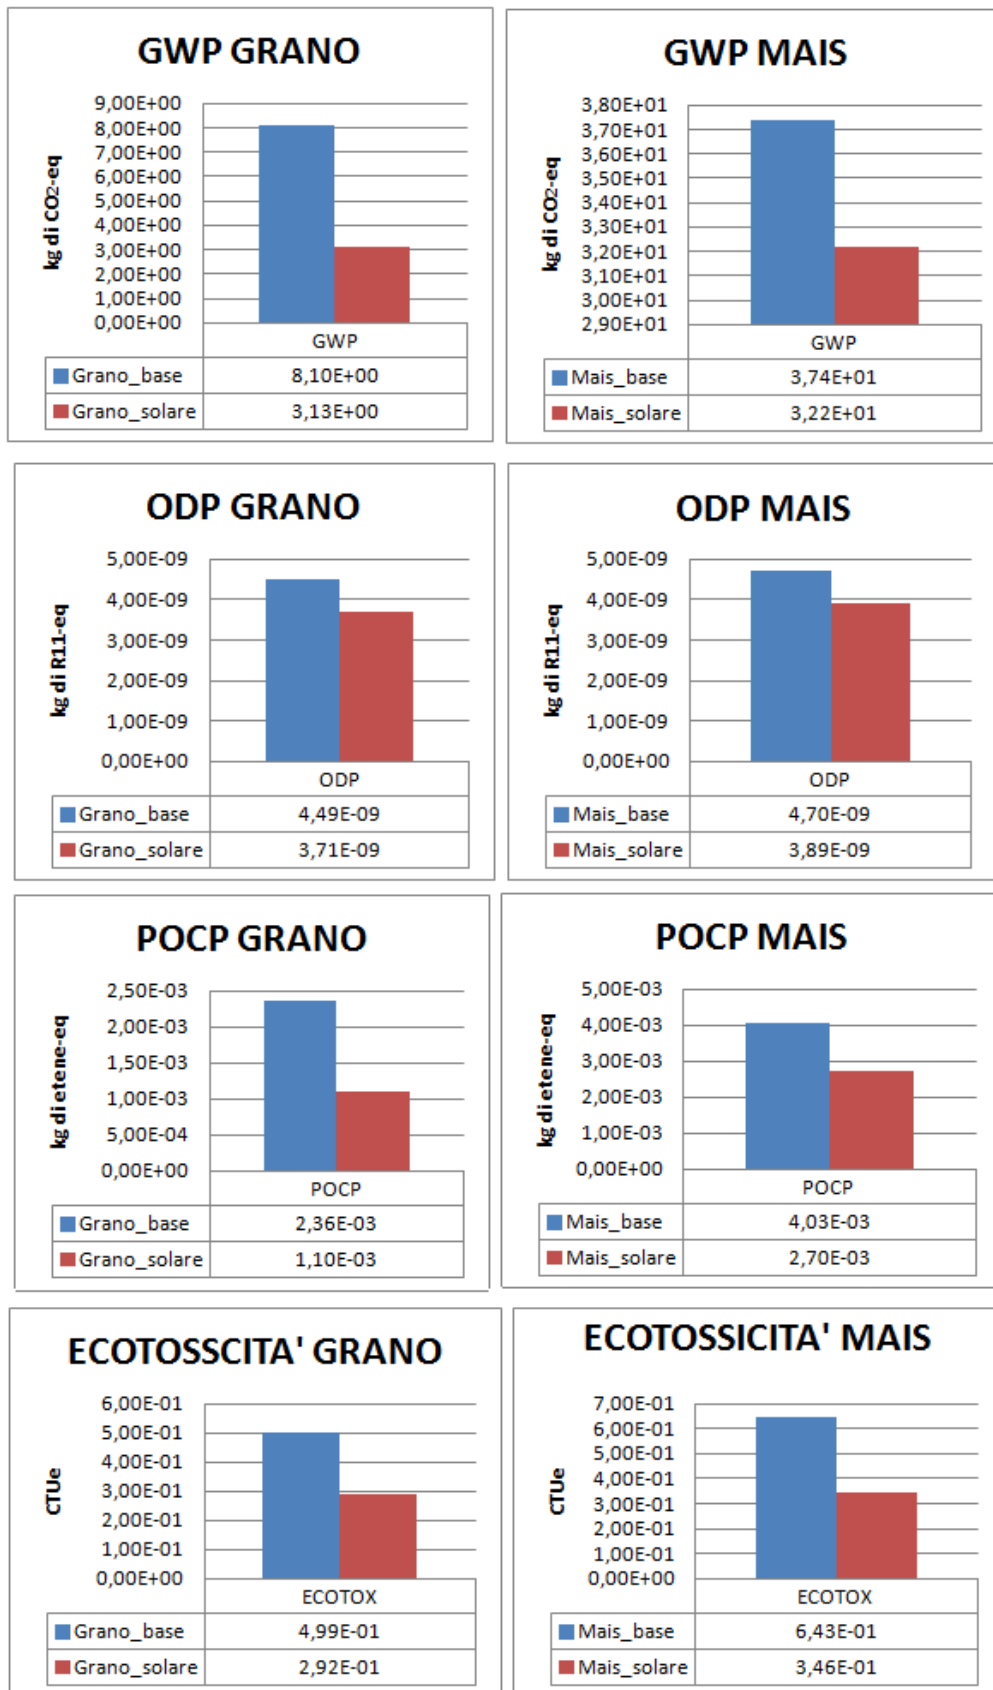 GWP GRANO
kg di CO2-eq
9,00E+00
8,00E+00
7,00E+00
6,00E+00
5,00E+00
4,00E+00
3,00E+00
2,00E+00
1,00E+00
0,00E+00
GWP
Grano_base 8,10E+00
Grano_solare 3,13E+00
GWP MAIS
kg di CO2-eq
3,80E+01
3,70E+01
3,60E+01
3,50E+01
3,40E+01
3,30E+01
3,20E+01
3,10E+01
3,00E+01
2,90E+01
GWP
Mais_base 3,74E+01
Mais_solare 3,22E+01
ODP GRANO
kg di R11-eq
5,00E-09
4,00E-09
3,00E-09
2,00E-09
1,00E-09
0,00E+00
ODP
Grano_base 4,49E-09
Grano_solare 3,71E-09
ODP MAIS
kg di R11-eq
5,00E-09
4,00E-09
3,00E-09
2,00E-09
1,00E-09
0,00E+00
ODP
Mais_base 4,70E-09
Mais_solare 3,89E-09
POCP GRANO
kg di etene-eq
2,50E-03
2,00E-03
1,50E-03
1,00E-03
5,00E-04
0,00E+00
POCP
Grano_base 2,36E-03
Grano_solare 1,10E-03
POCP MAIS
kg di etene-eq
5,00E-03
4,00E-03
3,00E-03
2,00E-03
1,00E-03
0,00E+00
POCP
Mais_base 4,03E-03
Mais_solare 2,70E-03
ECOTOSSCITA' GRANO
CTUe
6,00E-01
5,00E-01
4,00E-01
3,00E-01
2,00E-01
1,00E-01
0,00E+00
ECOTOX
Grano_base 4,99E-01
Grano_solare 2,92E-01
ECOTOSSICITA' MAIS
CTUe
7,00E-01
6,00E-01
5,00E-01
4,00E-01
3,00E-01
2,00E-01
1,00E-01
0,00E+00
ECOTOX
Mais_base 6,43E-01
Mais_solare 3,46E-01